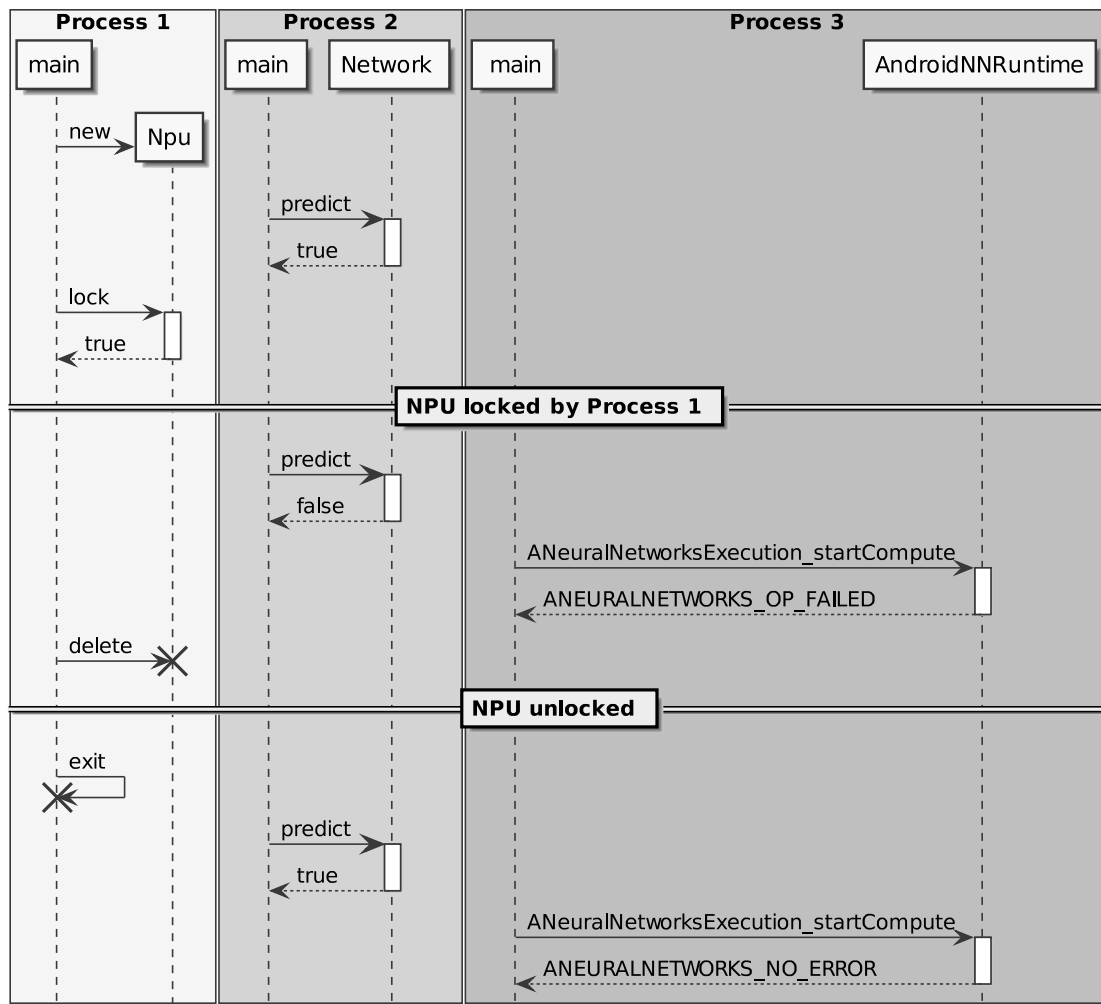 Process 1
Process 2
Process 3
main
main
Network
main
AndroidNNRuntime
new
Npu
predict
true
lock
true
NPU locked by Process 1
predict
false
ANeuralNetworksExecution_startCompute
ANEURALNETWORKS_OP_FAILED
delete
NPU unlocked
exit
predict
true
ANeuralNetworksExecution_startCompute
ANEURALNETWORKS_NO_ERROR